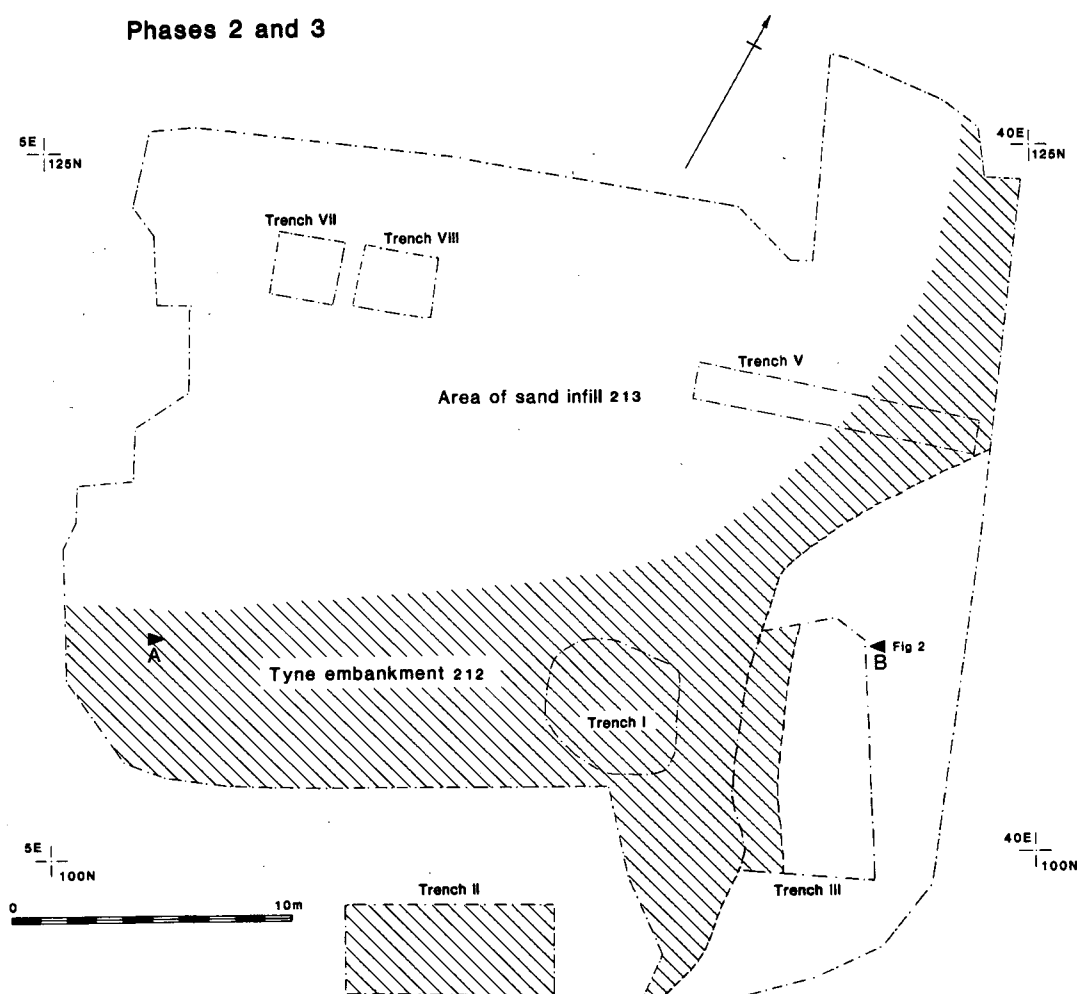 Phases 2 and 3
5E
125N
40E
125N
Trench VII
Trench VIII
Trench V
Area of sand infill 213
A
Tyne embankment 212
Trench I
B
Fig 2
5E
100N
40E
100N
Trench II
Trench III
0
10m